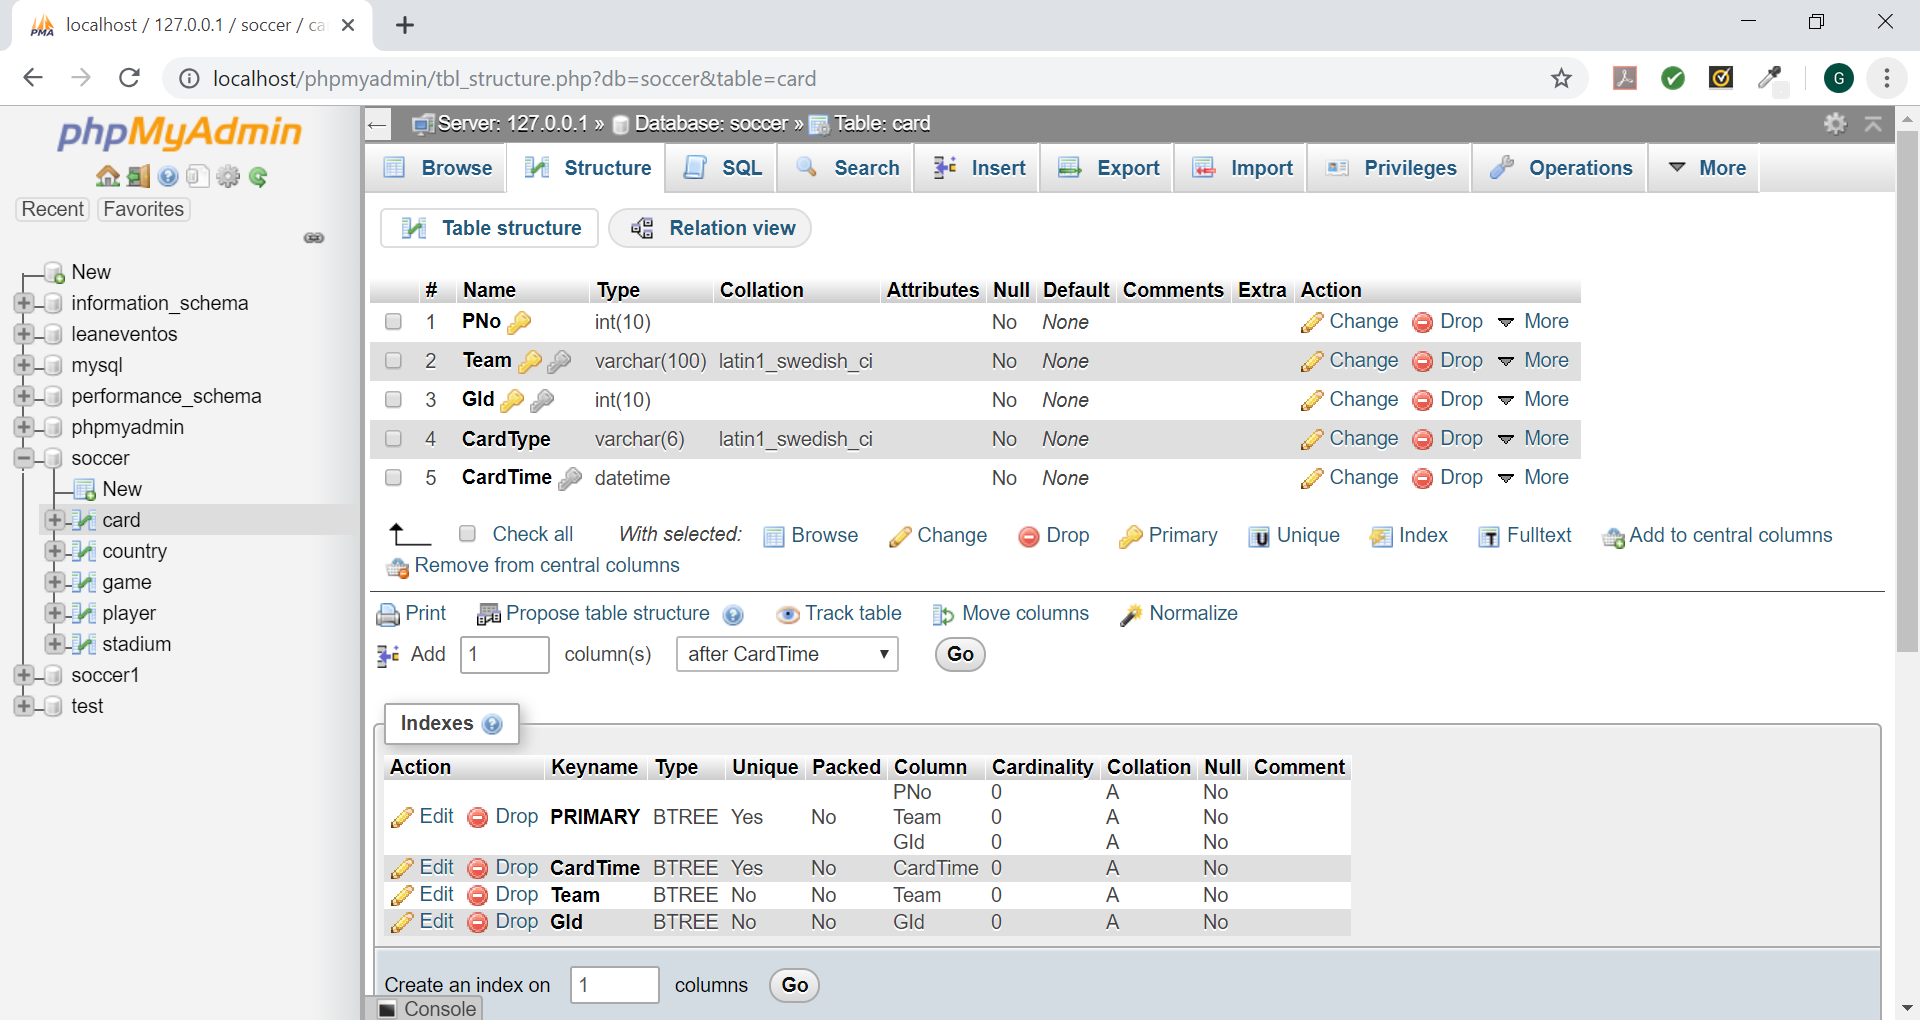 localhost / 127.0.0.1 / soccer / ca
localhost/phpmyadmin/tbl_structure.php?db=soccer&table=card
G
phpMyAdmin
Recent Favorites
New
information_schema
leaneventos
mysql
performance_schema
phpmyadmin
soccer
New
card
country
game
player
stadium
soccer1
test
Server: 127.0.0.1 » Database: soccer » Table: card
Browse Structure SQL Search Insert Export Import Privileges Operations More
Table structure Relation view
# Name Type Collation Attributes Null Default Comments Extra Action
1 PNo int(10) No None Change Drop More
2 Team varchar(100) latin1_swedish_ci No None Change Drop More
3 GId int(10) No None Change Drop More
4 CardType varchar(6) latin1_swedish_ci No None Change Drop More
5 CardTime datetime No None Change Drop More
Check all With selected: Browse Change Drop Primary Unique Index Fulltext Add to central columns
Remove from central columns
Print Propose table structure Track table Move columns Normalize
Add 1 column(s) after CardTime Go
Indexes
Action Keyname Type Unique Packed Column Cardinality Collation Null Comment
PNo 0 A No
Edit Drop PRIMARY BTREE Yes No Team 0 A No
GId 0 A No
Edit Drop CardTime BTREE Yes No CardTime 0 A No
Edit Drop Team BTREE No No Team 0 A No
Edit Drop GId BTREE No No GId 0 A No
Create an index on 1 columns Go
Console